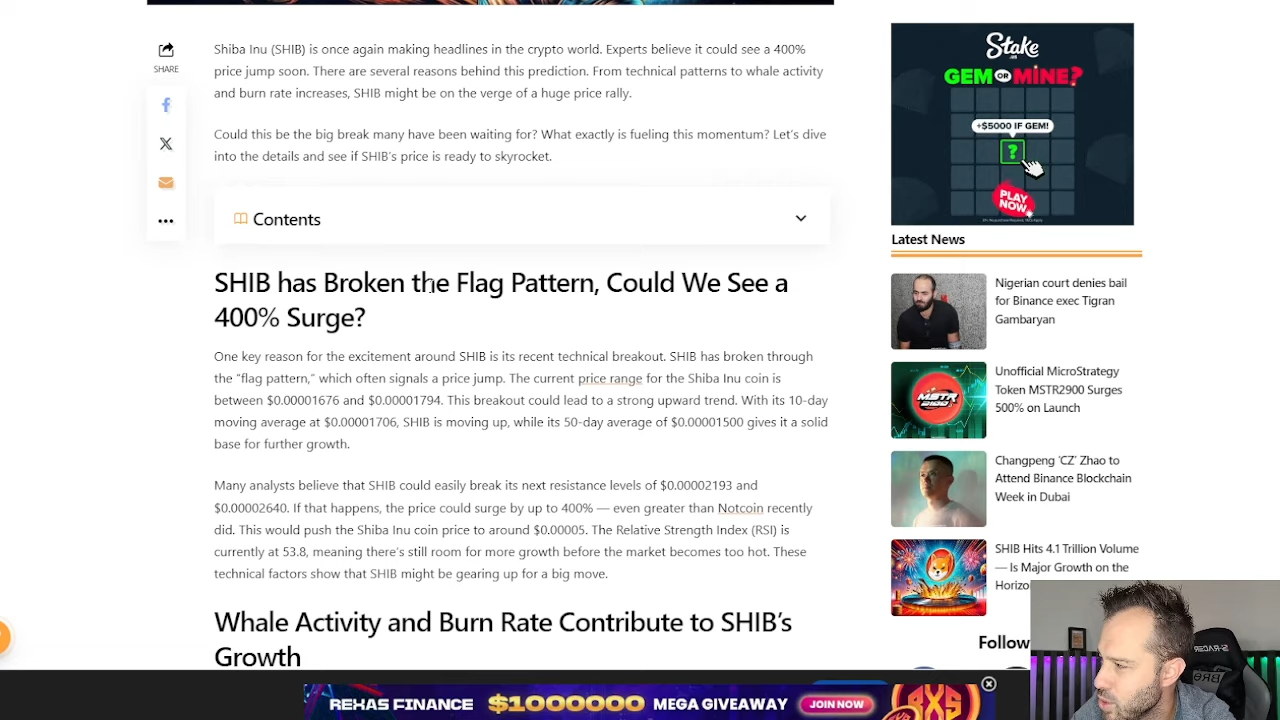 Shiba Inu (SHIB) is once again making headlines in the crypto world. Experts believe it could see a 400%
price jump soon. There are several reasons behind this prediction. From technical patterns to whale activity
and burn rate increases, SHIB might be on the verge of a huge price rally.
Could this be the big break many have been waiting for? What exactly is fueling this momentum? Let's dive
into the details and see if SHIB's price is ready to skyrocket.
SHARE
Contents
SHIB has Broken the Flag Pattern, Could We See a
400% Surge?
One key reason for the excitement around SHIB is its recent technical breakout. SHIB has broken through
the "flag pattern," which often signals a price jump. The current price range for the Shiba Inu coin is
between $0.00001676 and $0.00001794. This breakout could lead to a strong upward trend. With its 10-day
moving average at $0.00001706, SHIB is moving up, while its 50-day average of $0.00001500 gives it a solid
base for further growth.
Many analysts believe that SHIB could easily break its next resistance levels of $0.00002193 and
$0.00002640. If that happens, the price could surge by up to 400% — even greater than Notcoin recently
did. This would push the Shiba Inu coin price to around $0.00005. The Relative Strength Index (RSI) is
currently at 53.8, meaning there's still room for more growth before the market becomes too hot. These
technical factors show that SHIB might be gearing up for a big move.
Whale Activity and Burn Rate Contribute to SHIB's
Growth
Stake
.us
GEM OR MINE?
+$5000 IF GEM!
?
PLAY
NOW
Latest News
Nigerian court denies bail
for Binance exec Tigran
Gambaryan
MSTR
Unofficial MicroStrategy
Token MSTR2900 Surges
500% on Launch
Changpeng 'CZ' Zhao to
Attend Binance Blockchain
Week in Dubai
SHIB Hits 4.1 Trillion Volume
— Is Major Growth on the
Follow
REXAS FINANCE $1000000 MEGA GIVEAWAY JOIN NOW